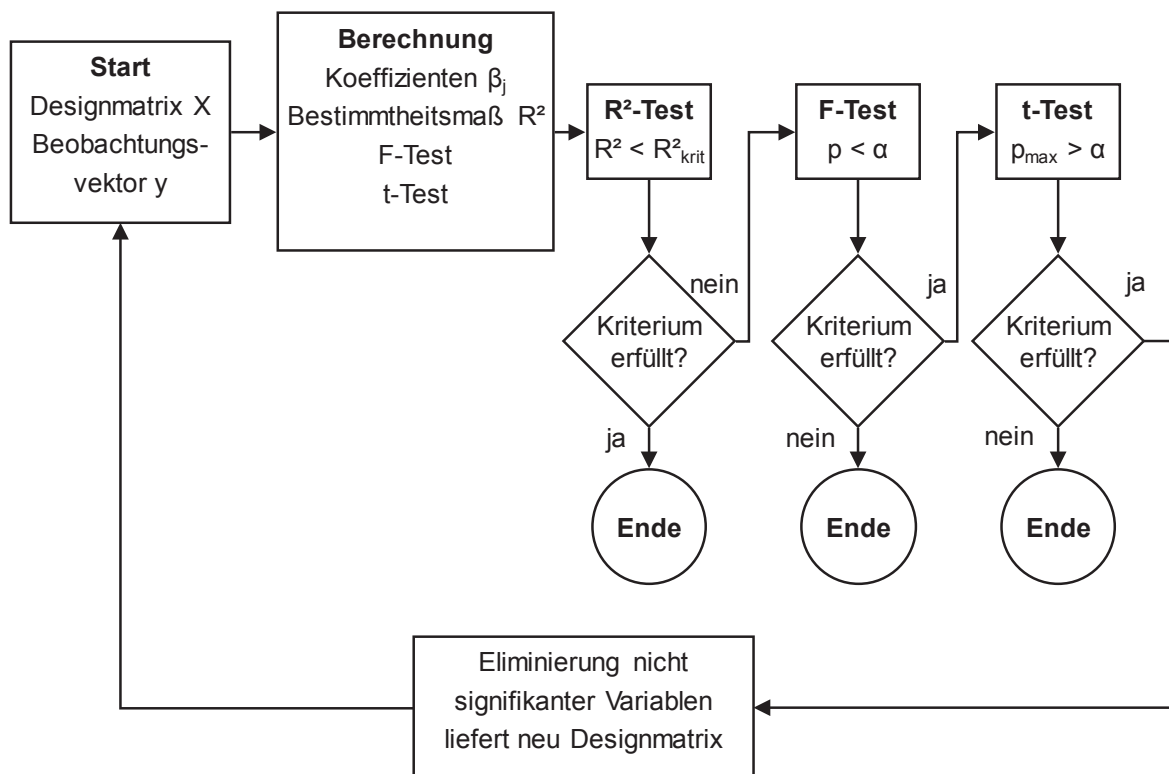 Start
Designmatrix X
Beobachtungs-
vektor y
Berechnung
Koeffizienten βj
Bestimmtheitsmaß R²
F-Test
t-Test
R²-Test
R² < R²krit
F-Test
p < α
t-Test
pmax > α
nein
ja
ja
Kriterium
erfüllt?
Kriterium
erfüllt?
Kriterium
erfüllt?
ja
nein
nein
Ende
Ende
Ende
Eliminierung nicht
signifikanter Variablen
liefert neu Designmatrix